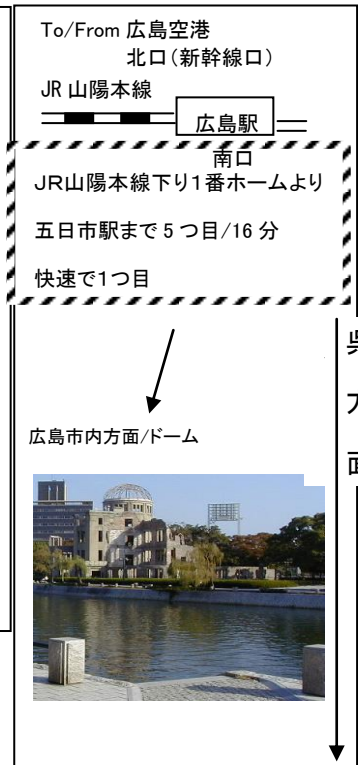 To/From 広島空港
北口（新幹線口）
JR 山陽本線
広島駅
南口
JR山陽本線下り1番ホームより
五日市駅まで 5 つ目/16 分
快速で1つ目
広島市内方面/ドーム
呉
方
面